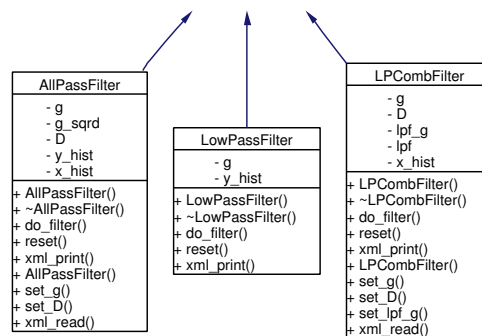 AllPassFilter
- g
- g_sqrd
- D
- y_hist
- x_hist
+ AllPassFilter()
+ ~AllPassFilter()
+ do_filter()
+ reset()
+ xml_print()
+ AllPassFilter()
+ set_g()
+ set_D()
+ xml_read()
LowPassFilter
- g
- y_hist
+ LowPassFilter()
+ ~LowPassFilter()
+ do_filter()
+ reset()
+ xml_print()
LPCombFilter
- g
- D
- lpf_g
- lpf
- x_hist
+ LPCombFilter()
+ ~LPCombFilter()
+ do_filter()
+ reset()
+ xml_print()
+ LPCombFilter()
+ set_g()
+ set_D()
+ set_lpf_g()
+ xml_read()